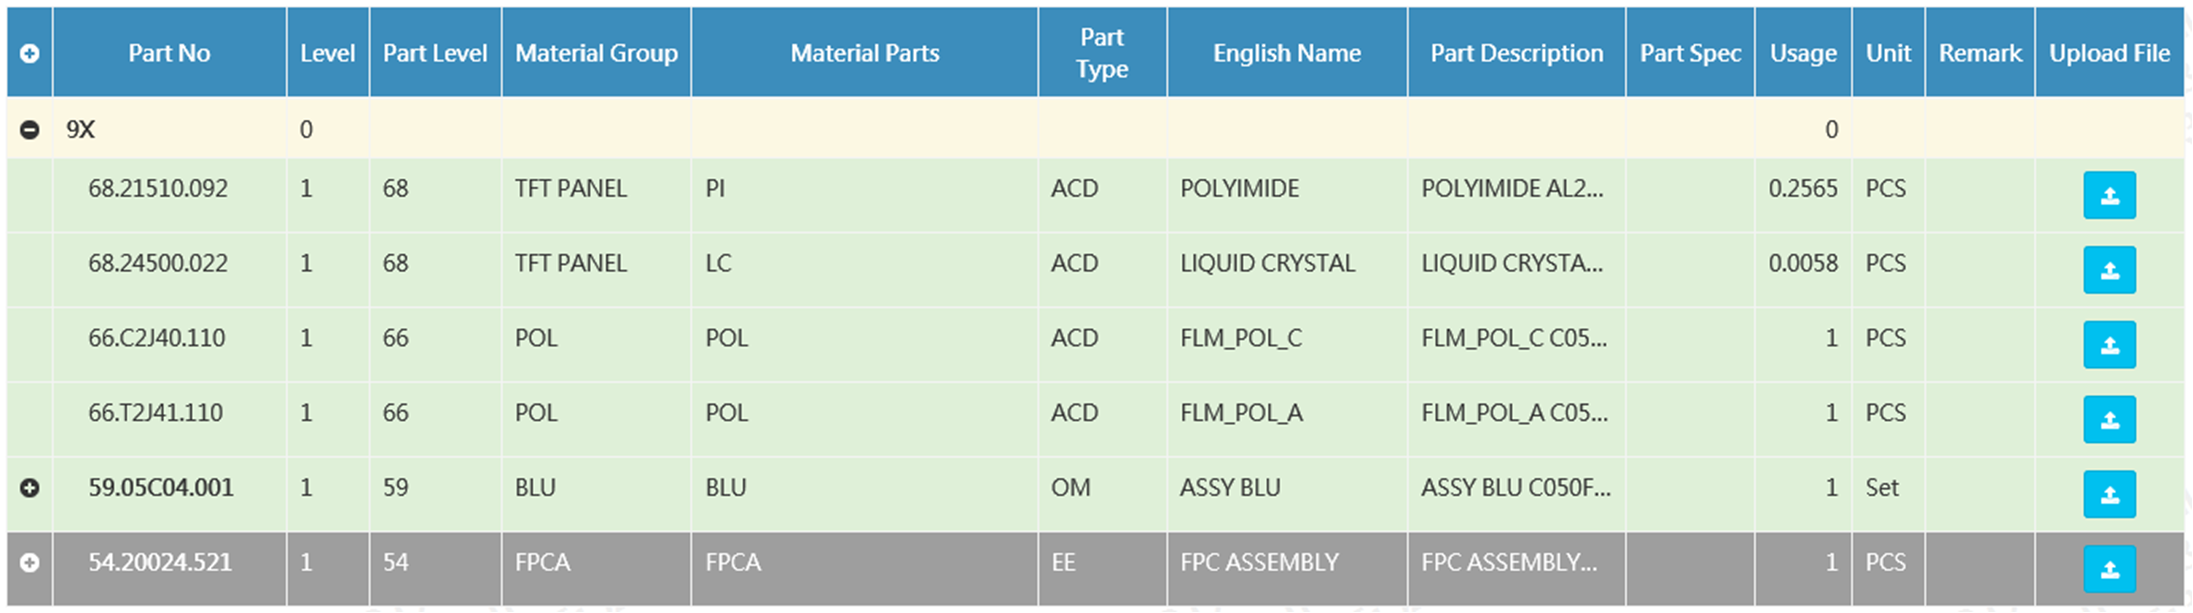 Part No Level Part Level Material Group Material Parts Part Type English Name Part Description Part Spec Usage Unit Remark Upload File
9X 0 0
68.21510.092 1 68 TFT PANEL PI ACD POLYIMIDE POLYIMIDE AL2... 0.2565 PCS
68.24500.022 1 68 TFT PANEL LC ACD LIQUID CRYSTAL LIQUID CRYSTA... 0.0058 PCS
66.C2J40.110 1 66 POL POL ACD FLM_POL_C FLM_POL_C C05... 1 PCS
66.T2J41.110 1 66 POL POL ACD FLM_POL_A FLM_POL_A C05... 1 PCS
59.05C04.001 1 59 BLU BLU OM ASSY BLU ASSY BLU C050F... 1 Set
54.20024.521 1 54 FPCA FPCA EE FPC ASSEMBLY FPC ASSEMBLY... 1 PCS